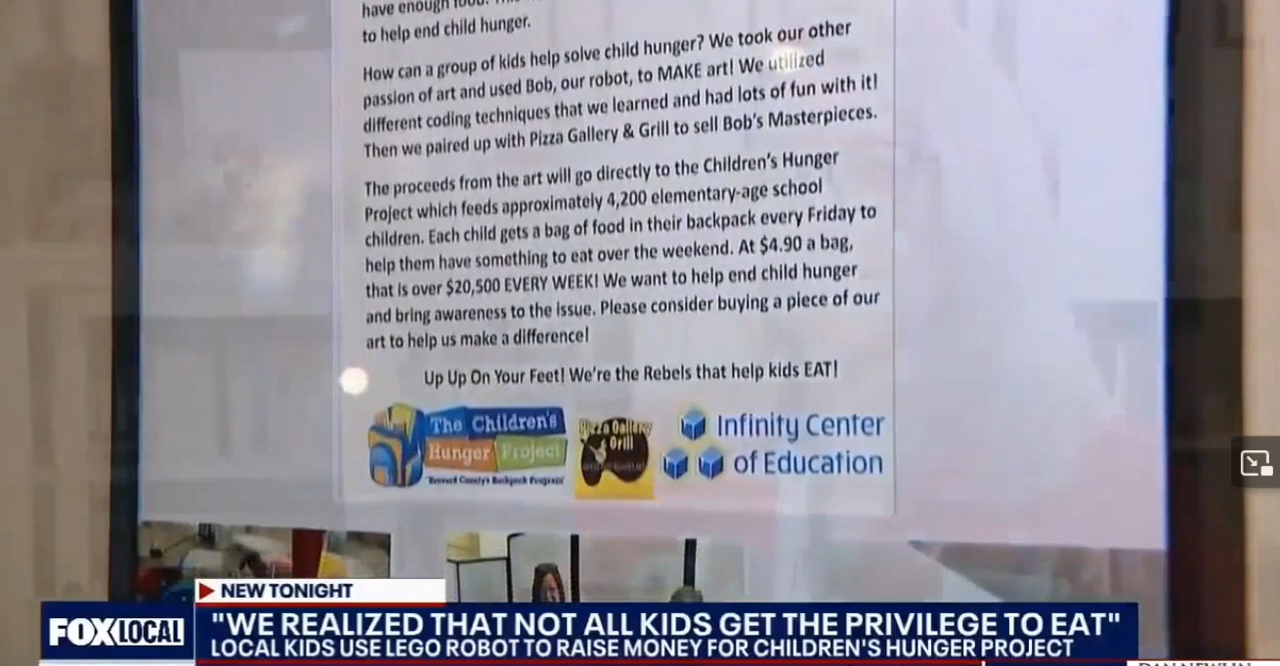 have enough food.
to help end child hunger.
How can a group of kids help solve child hunger? We took our other
passion of art and used Bob, our robot, to MAKE art! We utilized
different coding techniques that we learned and had lots of fun with it!
Then we paired up with Pizza Gallery & Grill to sell Bob's Masterpieces.
The proceeds from the art will go directly to the Children's Hunger
Project which feeds approximately 4,200 elementary-age school
children. Each child gets a bag of food in their backpack every Friday to
help them have something to eat over the weekend. At $4.90 a bag,
that is over $20,500 EVERY WEEK! We want to help end child hunger
and bring awareness to the issue. Please consider buying a piece of our
art to help us make a difference!
Up Up On Your Feet! We're the Rebels that help kids EAT!
The Children's
Hunger Project
"Brevard County's Backpack Program"
Pizza Gallery
Grill
Infinity Center
of Education
NEW TONIGHT
FOX LOCAL
"WE REALIZED THAT NOT ALL KIDS GET THE PRIVILEGE TO EAT"
LOCAL KIDS USE LEGO ROBOT TO RAISE MONEY FOR CHILDREN'S HUNGER PROJECT